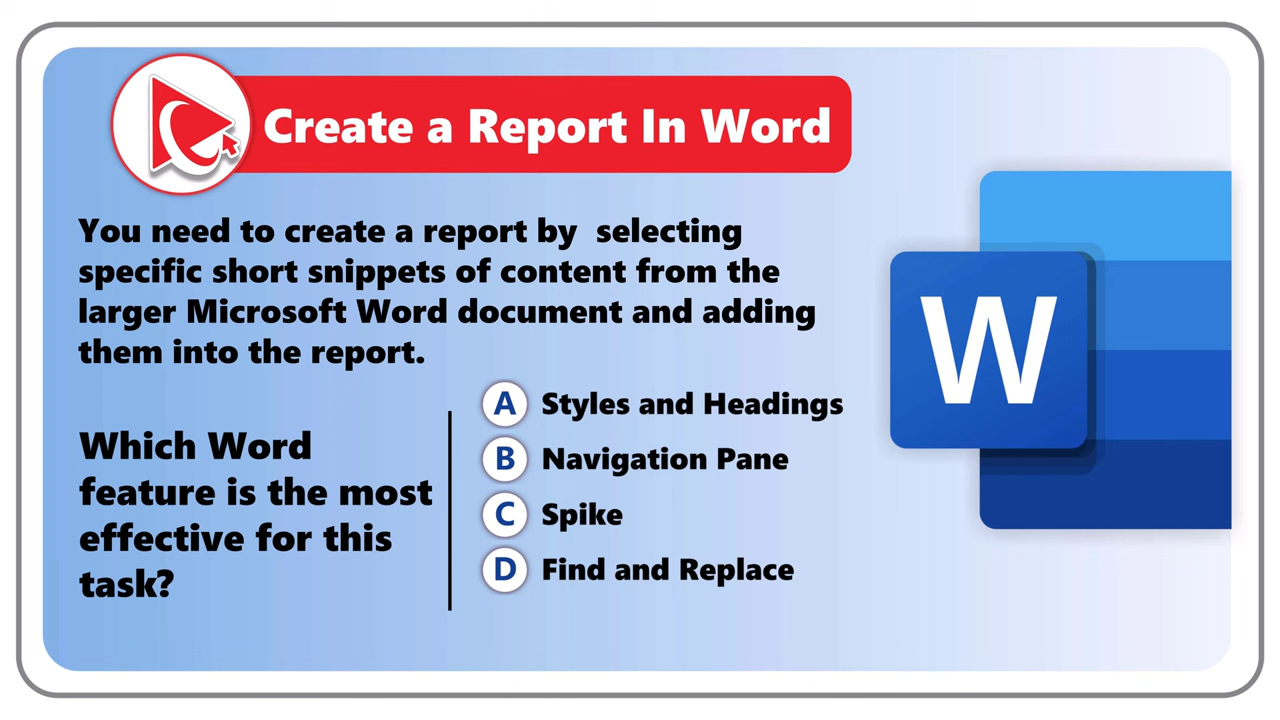 Create a Report In Word
You need to create a report by selecting
specific short snippets of content from the
larger Microsoft Word document and adding
them into the report.
Which Word
feature is the most
effective for this
task?
A Styles and Headings
B Navigation Pane
C Spike
D Find and Replace
W